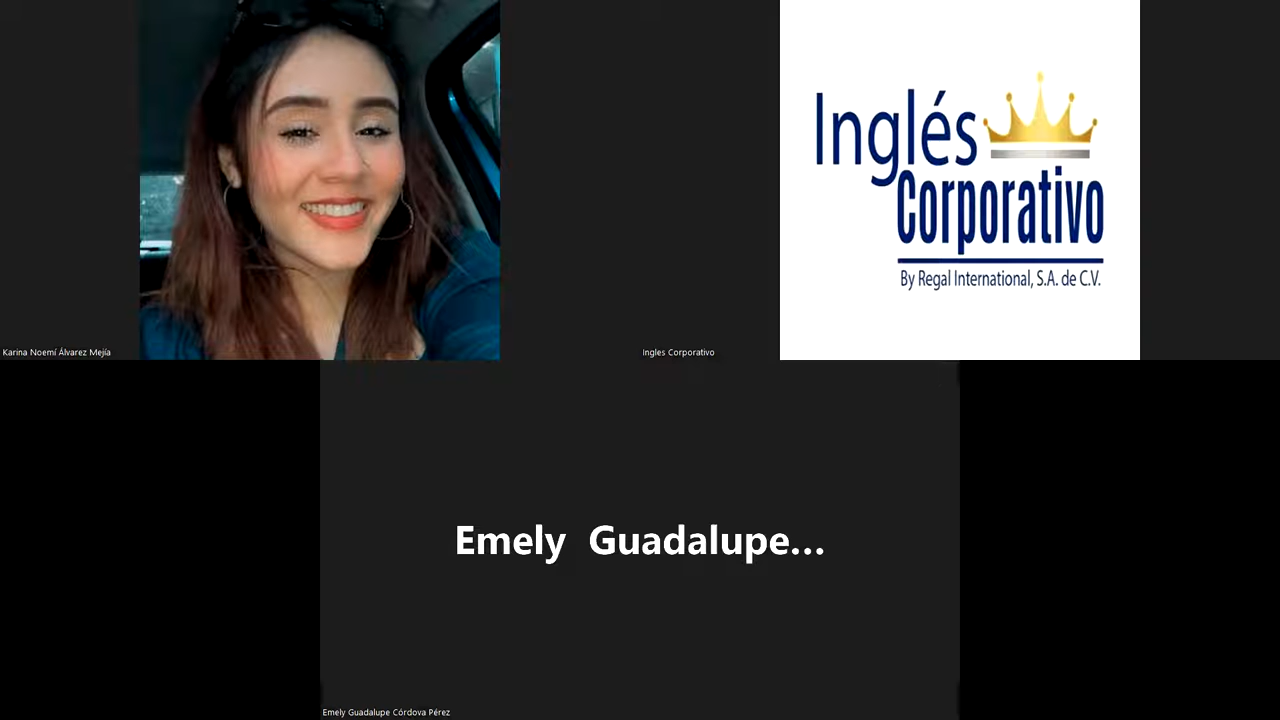 Inglés
Corporativo
By Regal International, S.A. de C.V.
Karina Noemí Álvarez Mejía
Ingles Corporativo
Emely Guadalupe...
Emely Guadalupe Córdova Pérez